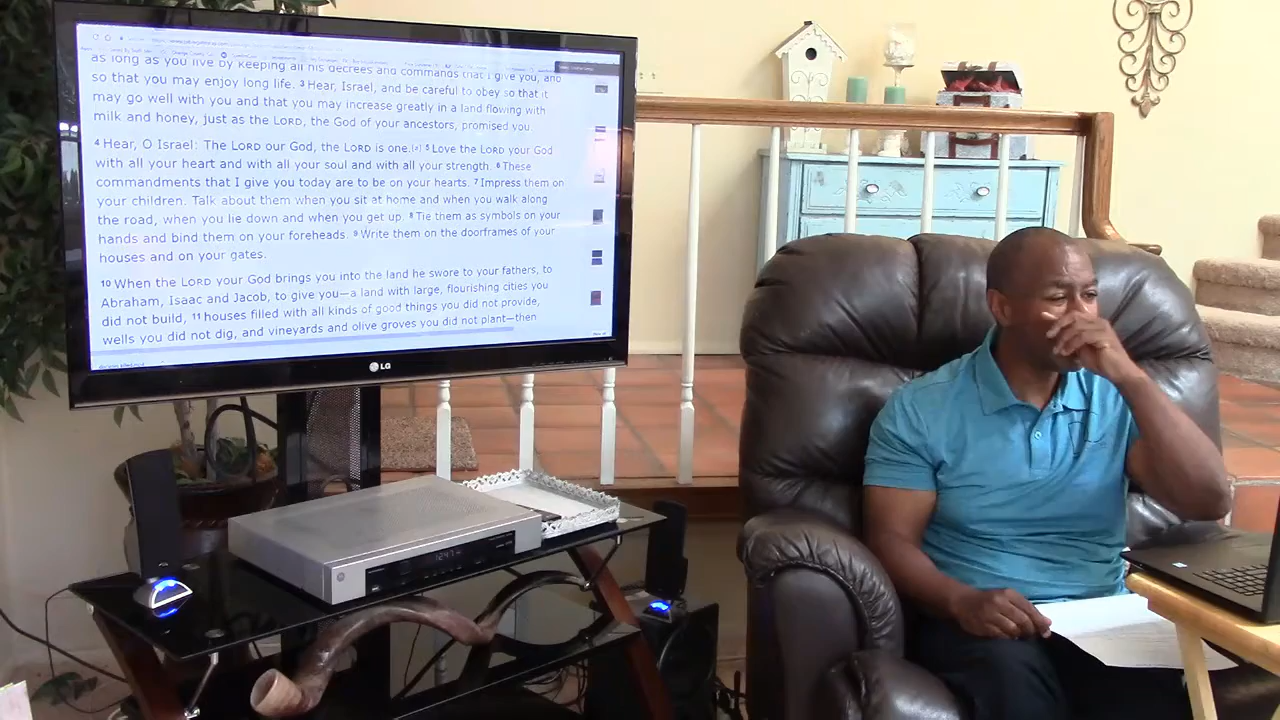 as long as you live by keeping all his decrees and commands that I give you, and
so that you may enjoy long life. 3 Hear, Israel, and be careful to obey so that it
may go well with you and that you may increase greatly in a land flowing with
milk and honey, just as the LORD, the God of your ancestors, promised you.
4 Hear, O Israel: The LORD our God, the LORD is one.[a] 5 Love the LORD your God
with all your heart and with all your soul and with all your strength. 6 These
commandments that I give you today are to be on your hearts. 7 Impress them on
your children. Talk about them when you sit at home and when you walk along
the road, when you lie down and when you get up. 8 Tie them as symbols on your
hands and bind them on your foreheads. 9 Write them on the doorframes of your
houses and on your gates.
10 When the LORD your God brings you into the land he swore to your fathers, to
Abraham, Isaac and Jacob, to give you—a land with large, flourishing cities you
did not build, 11 houses filled with all kinds of good things you did not provide,
wells you did not dig, and vineyards and olive groves you did not plant—then
LG